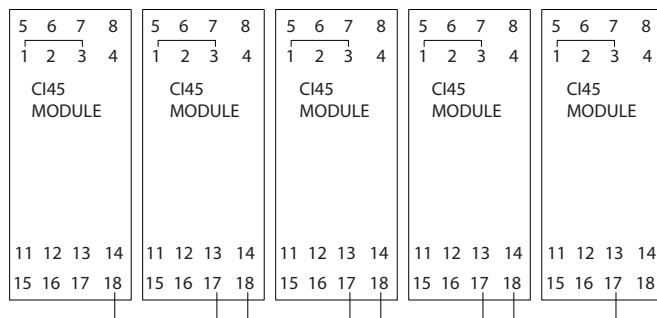 5 6 7 8 5 6 7 8 5 6 7 8 5 6 7 8 5 6 7 8
1 2 3 4 1 2 3 4 1 2 3 4 1 2 3 4 1 2 3 4
CI45 CI45 CI45 CI45 CI45
MODULE MODULE MODULE MODULE MODULE
11 12 13 14 11 12 13 14 11 12 13 14 11 12 13 14 11 12 13 14
15 16 17 18 15 16 17 18 15 16 17 18 15 16 17 18 15 16 17 18